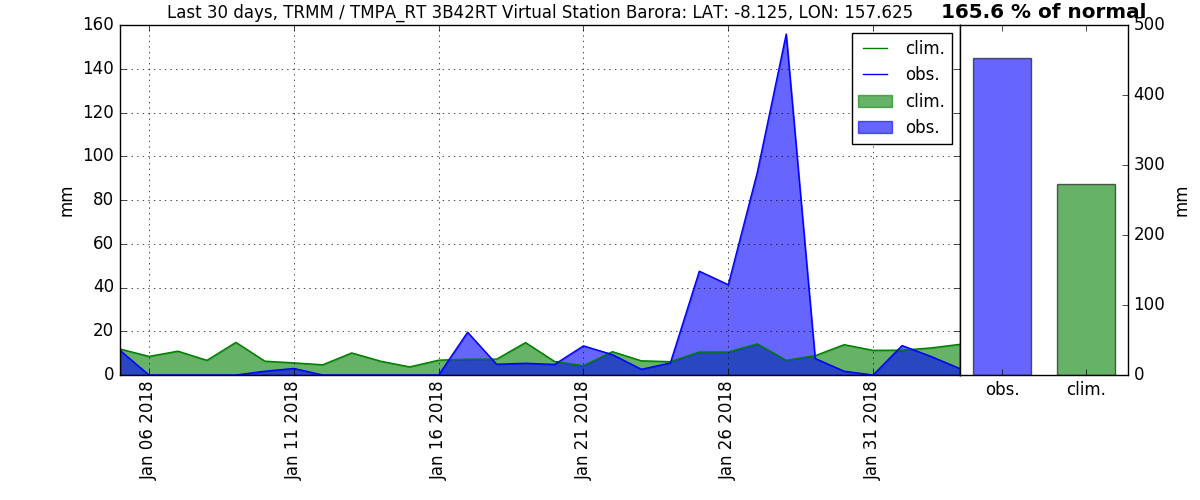 Last 30 days, TRMM / TMPA_RT 3B42RT Virtual Station Barora: LAT: -8.125, LON: 157.625
165.6 % of normal
160
140
120
100
80
60
40
20
0
mm
Jan 06 2018
Jan 11 2018
Jan 16 2018
Jan 21 2018
Jan 26 2018
Jan 31 2018
clim.
obs.
clim.
obs.
500
400
300
200
100
0
mm
obs.
clim.